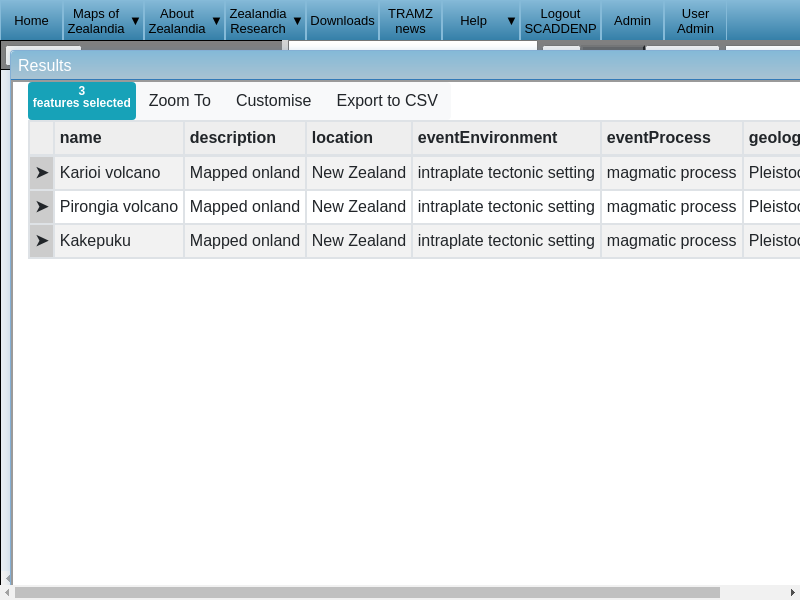 Home
Maps of
Zealandia ▼
About
Zealandia ▼
Zealandia
Research ▼
Downloads
TRAMZ
news
Help ▼
Logout
SCADDENP
Admin
User
Admin
Results
3
features selected
Zoom To
Customise
Export to CSV
name description location eventEnvironment eventProcess geolog
➤ Karioi volcano Mapped onland New Zealand intraplate tectonic setting magmatic process Pleistoc
➤ Pirongia volcano Mapped onland New Zealand intraplate tectonic setting magmatic process Pleistoc
➤ Kakepuku Mapped onland New Zealand intraplate tectonic setting magmatic process Pleistoc